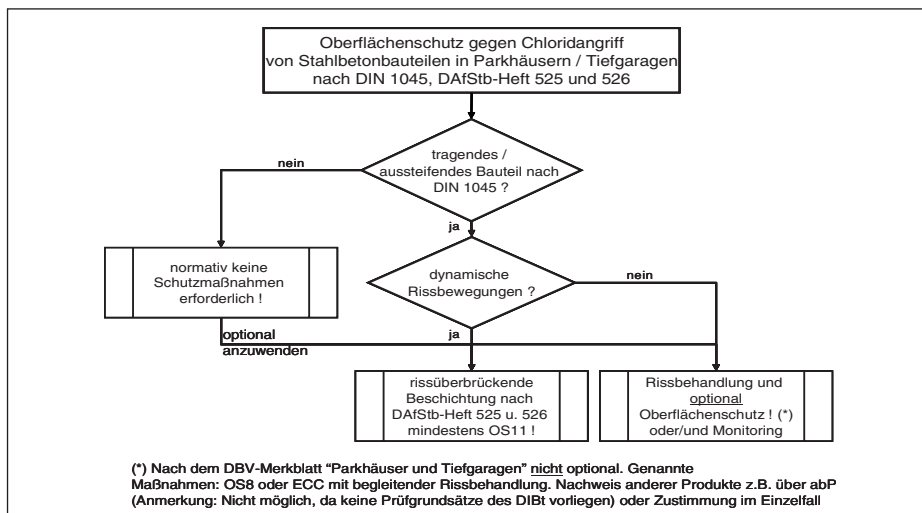 Oberflächenschutz gegen Chloridangriff
von Stahlbetonbauteilen in Parkhäusern / Tiefgaragen
nach DIN 1045, DAfStb-Heft 525 und 526
tragendes /
aussteifendes Bauteil nach
DIN 1045 ?
nein
ja
normativ keine
Schutzmaßnahmen
erforderlich !
dynamische
Rissbewegungen ?
nein
optional
anzuwenden
ja
rissüberbrückende
Beschichtung nach
DAfStb-Heft 525 u. 526
mindestens OS11 !
Rissbehandlung und
optional
Oberflächenschutz ! (*)
oder/und Monitoring
(*) Nach dem DBV-Merkblatt "Parkhäuser und Tiefgaragen" nicht optional. Genannte
Maßnahmen: OS8 oder ECC mit begleitender Rissbehandlung. Nachweis anderer Produkte z.B. über abP
(Anmerkung: Nicht möglich, da keine Prüfgrundsätze des DIBt vorliegen) oder Zustimmung im Einzelfall